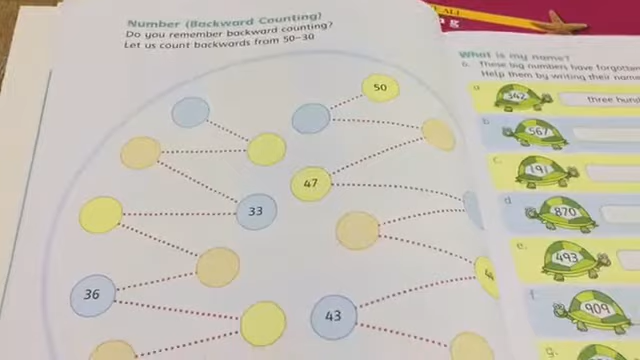 Number (Backward Counting)
Do you remember backward counting?
Let us count backwards from 50-30
50
47
33
36
43
What is my name?
6. These big numbers have forgotten
Help them by writing their name
a
342
three hun
b
567
c.
191
d
870
e.
493
f.
909
g.